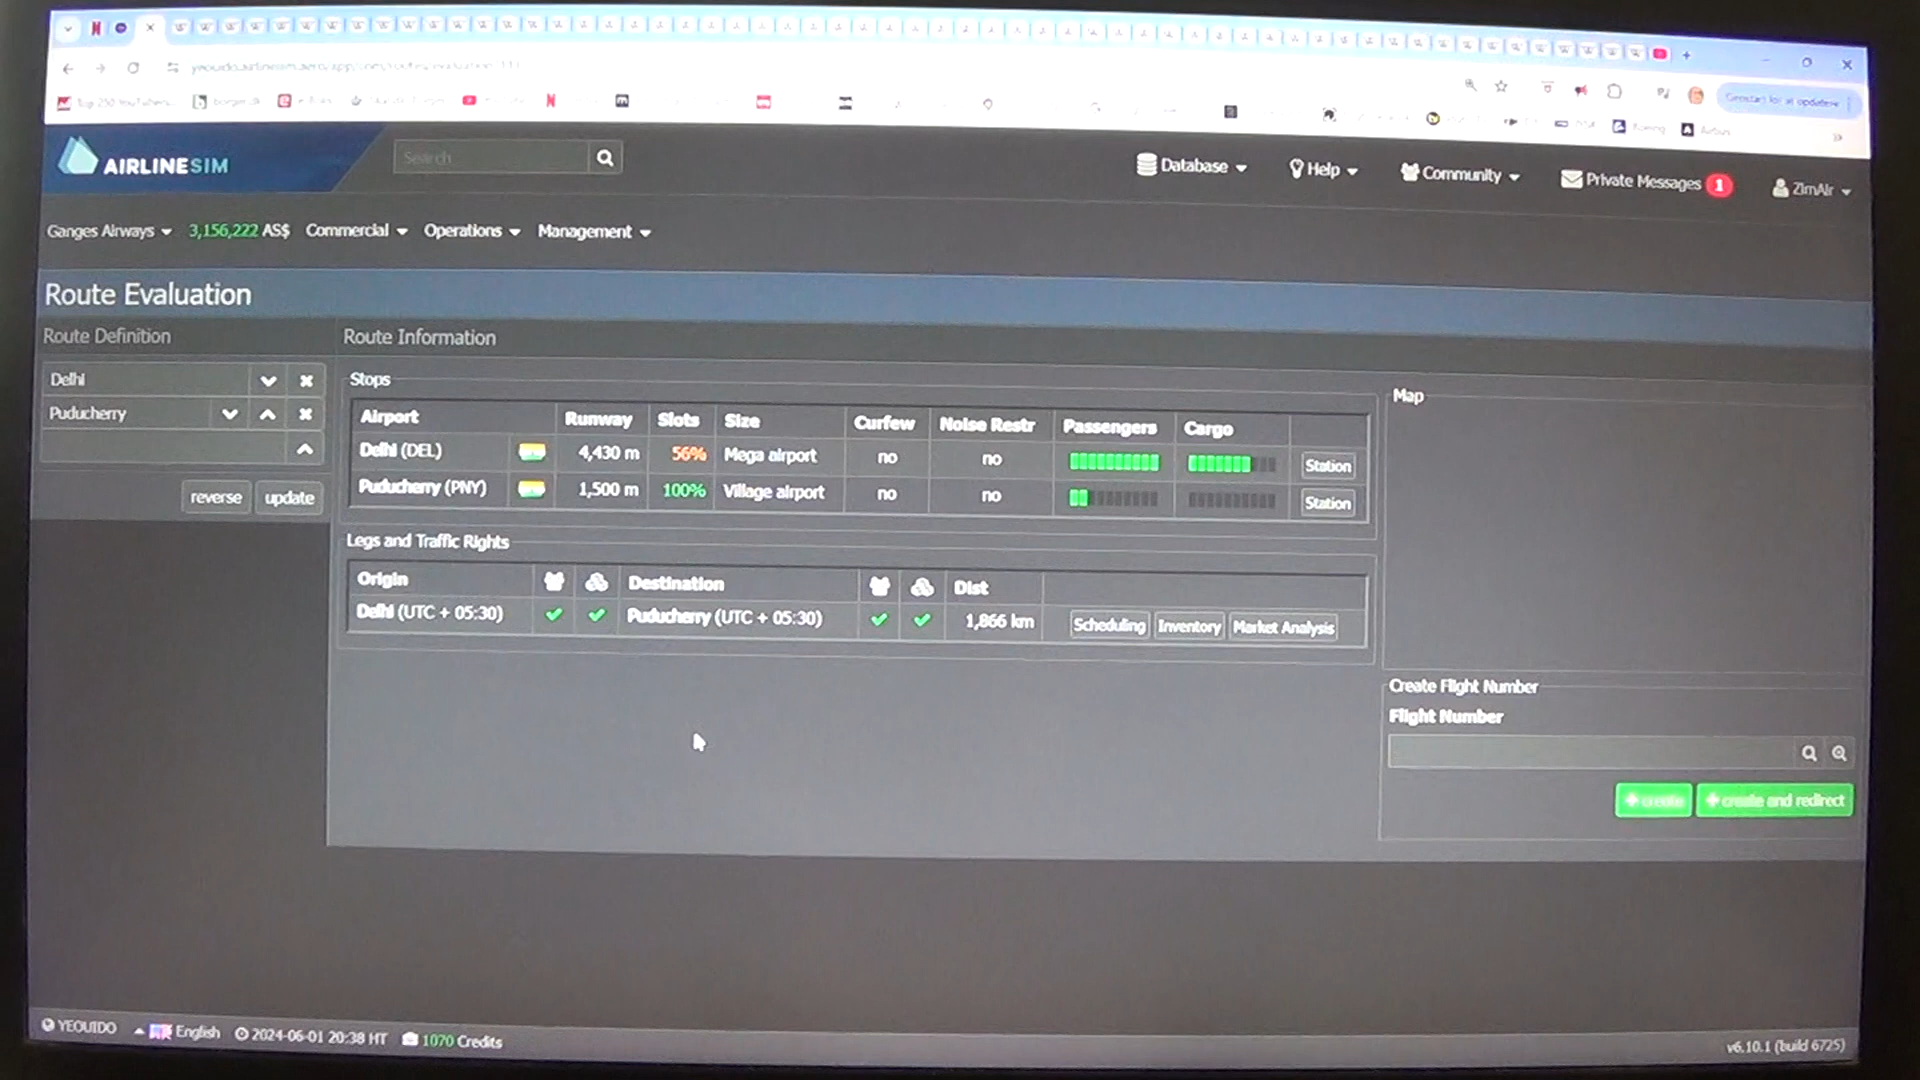 Top 250 YouTubers
borger.dk
AIRLINESIM
Search
Database
Help
Community
Private Messages 1
ZimAir
Ganges Airways
3,156,222 AS$
Commercial
Operations
Management
Route Evaluation
Route Definition
Route Information
Delhi
Puducherry
reverse
update
Stops
Airport Runway Slots Size Curfew Noise Restr Passengers Cargo
Delhi (DEL) 4,430 m 56% Mega airport no no Station
Puducherry (PNY) 1,500 m 100% Village airport no no Station
Legs and Traffic Rights
Origin Destination Dist
Delhi (UTC + 05:30) Puducherry (UTC + 05:30) 1,866 km Scheduling Inventory Market Analysis
Map
Create Flight Number
Flight Number
+ create
+ create and redirect
YEOUIDO
English
2024-06-01 20:38 HT
1070 Credits
v6.10.1 (build 6725)